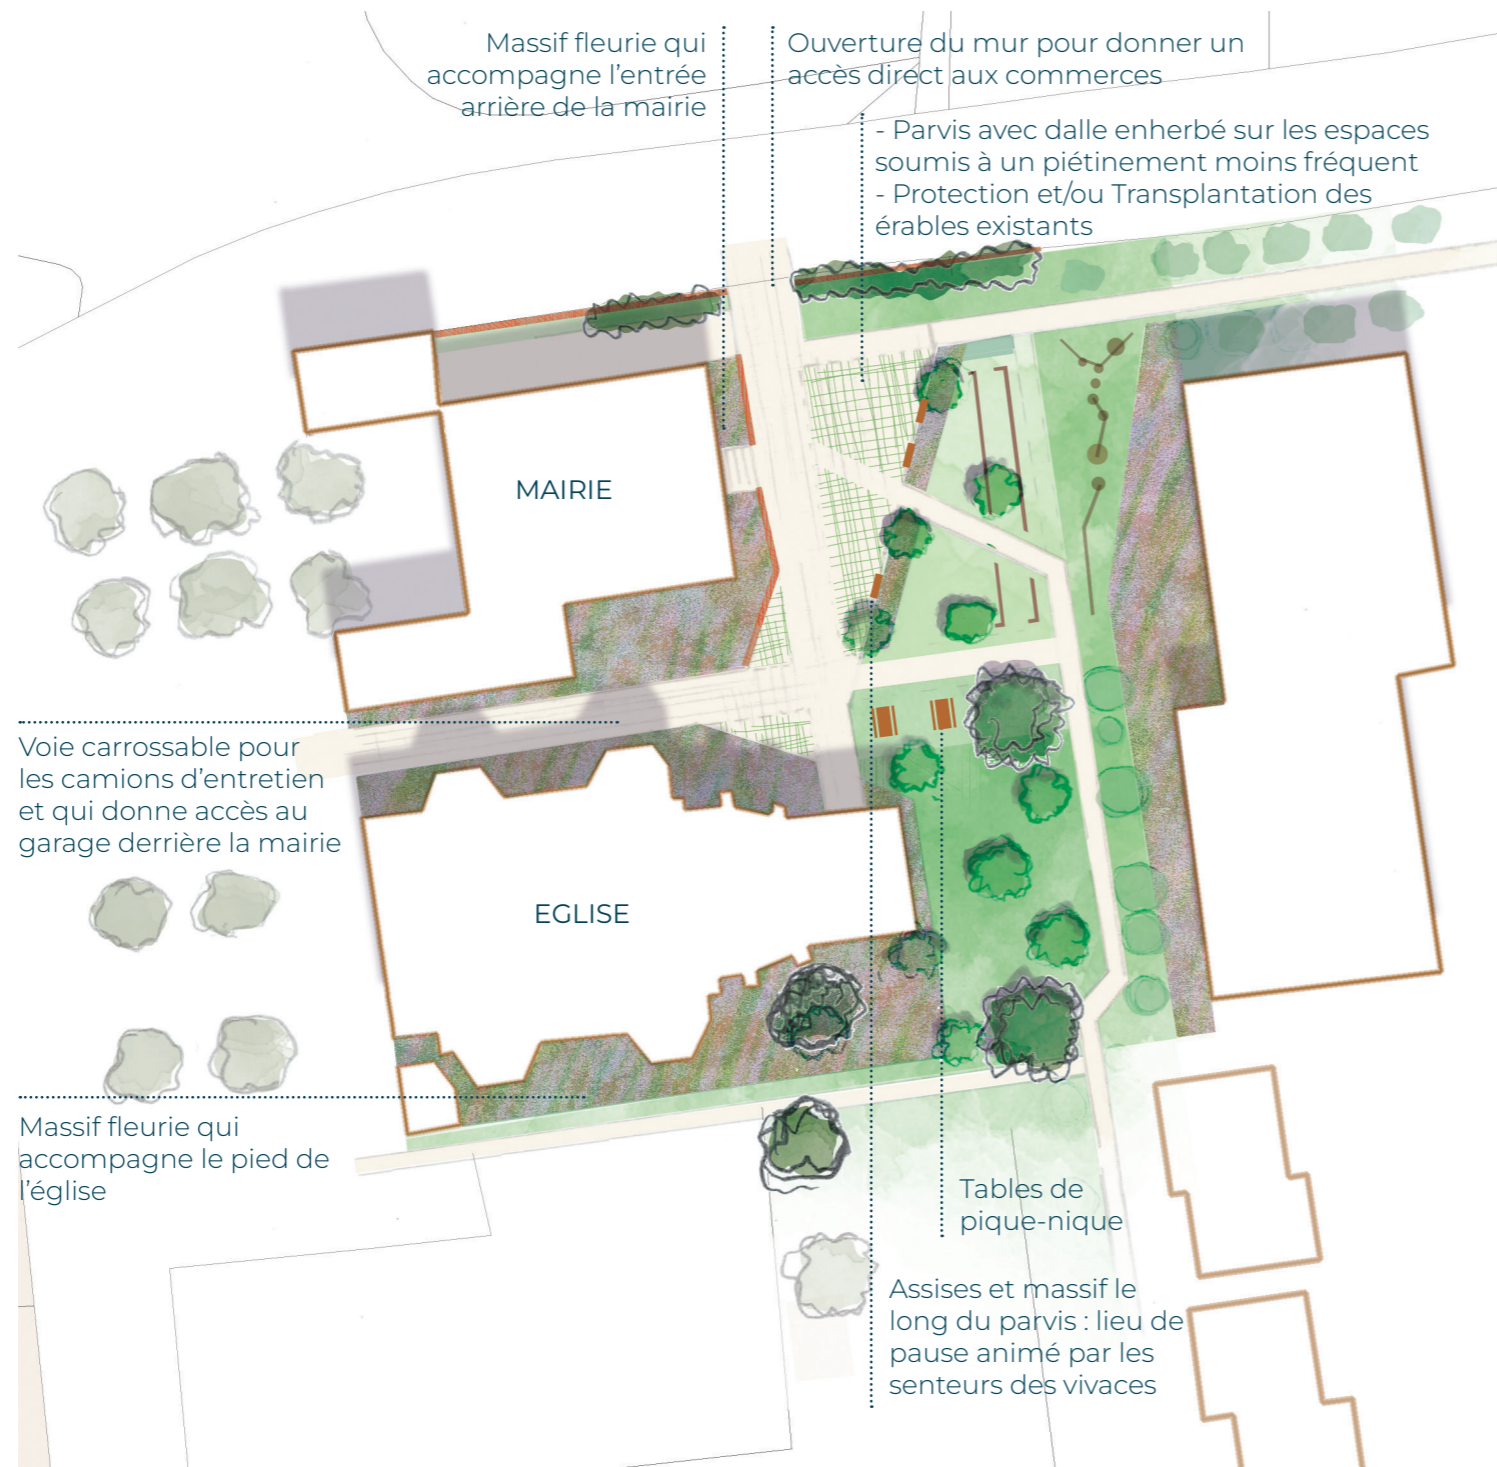 Massif fleurie qui
accompagne l'entrée
arrière de la mairie
Ouverture du mur pour donner un
accès direct aux commerces
- Parvis avec dalle enherbé sur les espaces
soumis à un piétinement moins fréquent
- Protection et/ou Transplantation des
érables existants
MAIRIE
Voie carrossable pour
les camions d'entretien
et qui donne accès au
garage derrière la mairie
EGLISE
Massif fleurie qui
accompagne le pied de
l'église
Tables de
pique-nique
Assises et massif le
long du parvis : lieu de
pause animé par les
senteurs des vivaces